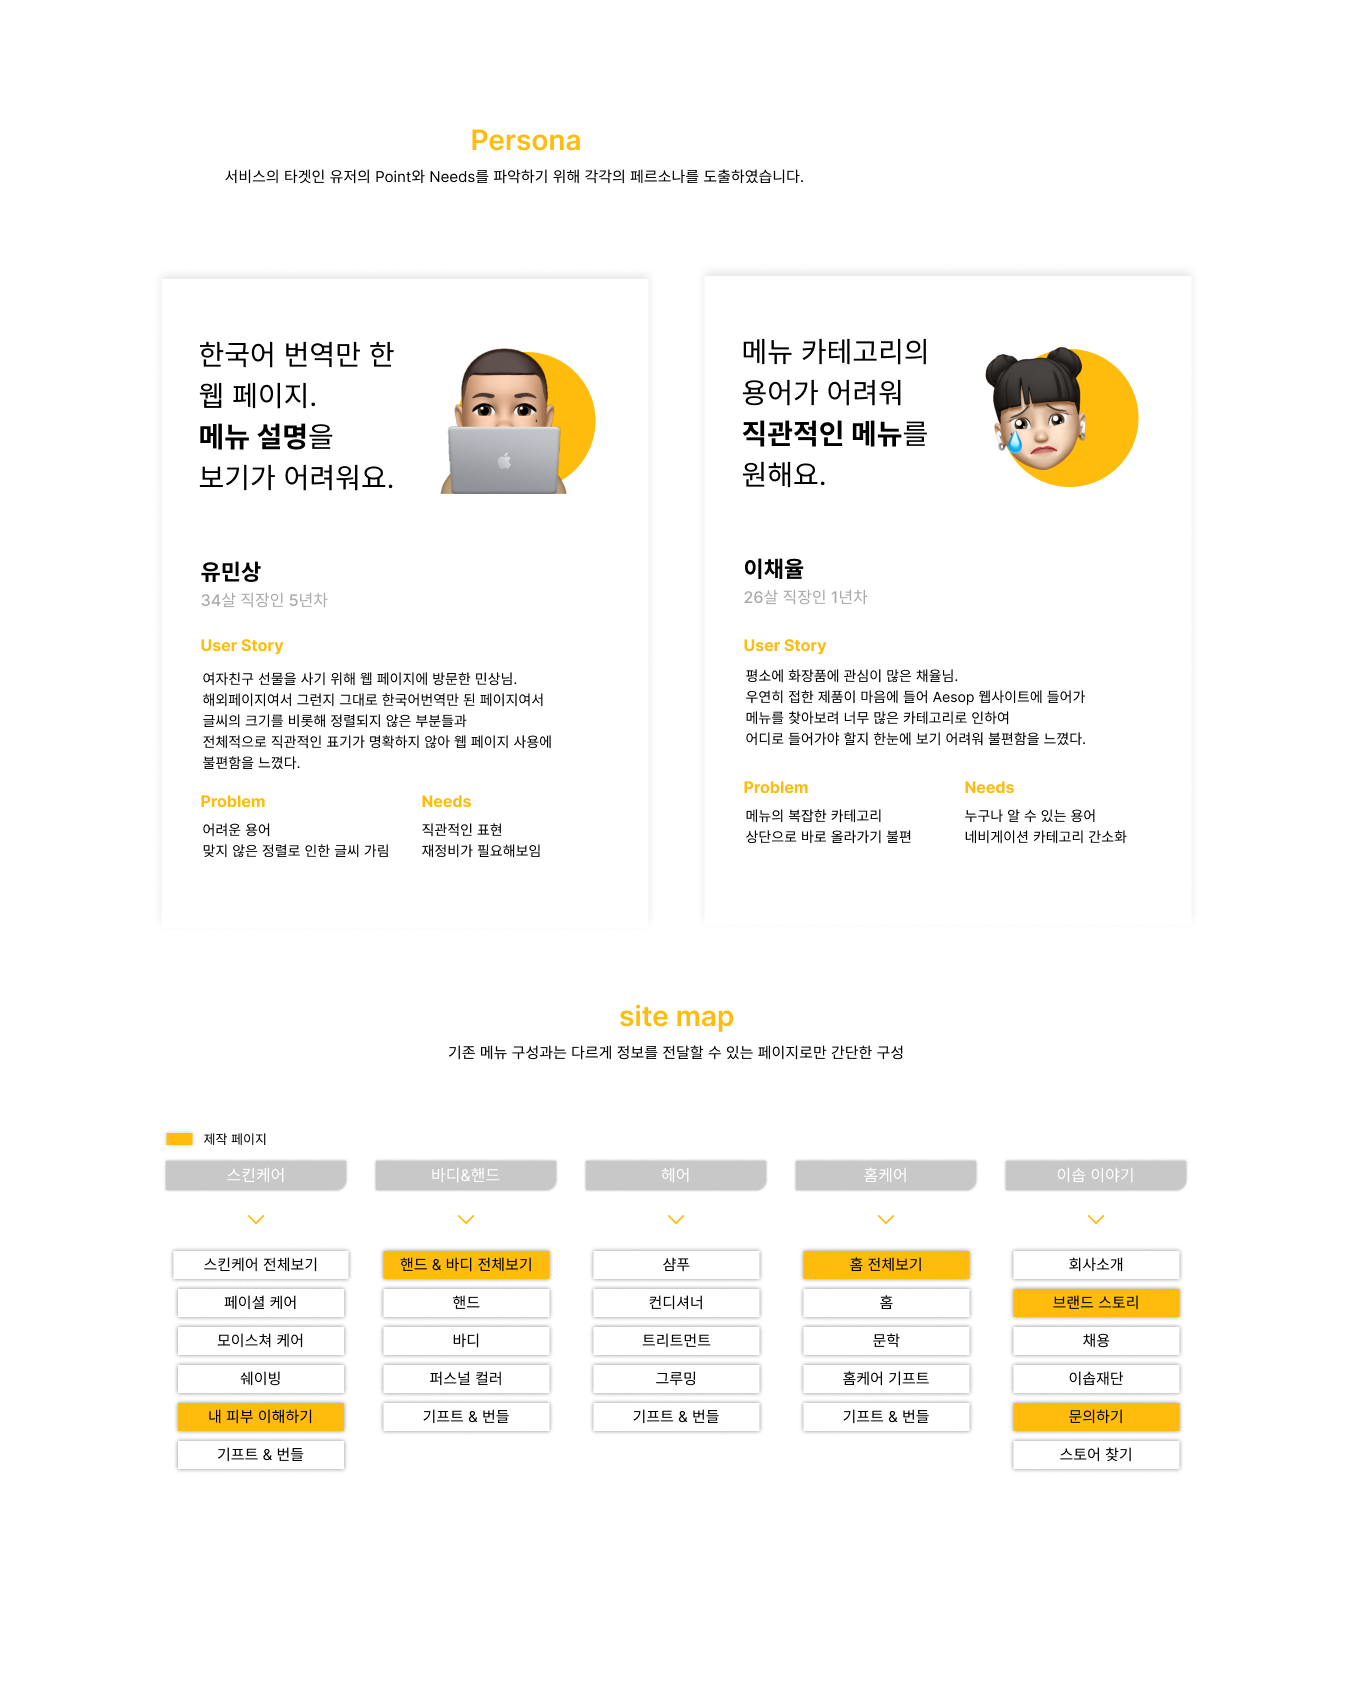 Persona
서비스의 타겟인 유저의 Point와 Needs를 파악하기 위해 각각의 페르소나를 도출하였습니다.
한국어 번역만 한
웹 페이지.
메뉴 설명을
보기가 어려워요.
유민상
34살 직장인 5년차
User Story
여자친구 선물을 사기 위해 웹 페이지에 방문한 민상님.
해외페이지여서 그런지 그대로 한국어번역만 된 페이지여서
글씨의 크기를 비롯해 정렬되지 않은 부분들과
전체적으로 직관적인 표기가 명확하지 않아 웹 페이지 사용에
불편함을 느꼈다.
Problem
어려운 용어
맞지 않은 정렬로 인한 글씨 가림
Needs
직관적인 표현
재정비가 필요해보임
메뉴 카테고리의
용어가 어려워
직관적인 메뉴를
원해요.
이채율
26살 직장인 1년차
User Story
평소에 화장품에 관심이 많은 채율님.
우연히 접한 제품이 마음에 들어 Aesop 웹사이트에 들어가
메뉴를 찾아보려 너무 많은 카테고리로 인하여
어디로 들어가야 할지 한눈에 보기 어려워 불편함을 느꼈다.
Problem
메뉴의 복잡한 카테고리
상단으로 바로 올라가기 불편
Needs
누구나 알 수 있는 용어
네비게이션 카테고리 간소화
site map
기존 메뉴 구성과는 다르게 정보를 전달할 수 있는 페이지로만 간단한 구성
제작 페이지
스킨케어
스킨케어 전체보기
페이셜 케어
모이스쳐 케어
쉐이빙
내 피부 이해하기
기프트 & 번들
바디&핸드
핸드 & 바디 전체보기
핸드
바디
퍼스널 컬러
기프트 & 번들
헤어
샴푸
컨디셔너
트리트먼트
그루밍
기프트 & 번들
홈케어
홈 전체보기
홈
문학
홈케어 기프트
기프트 & 번들
이솝 이야기
회사소개
브랜드 스토리
채용
이솝재단
문의하기
스토어 찾기